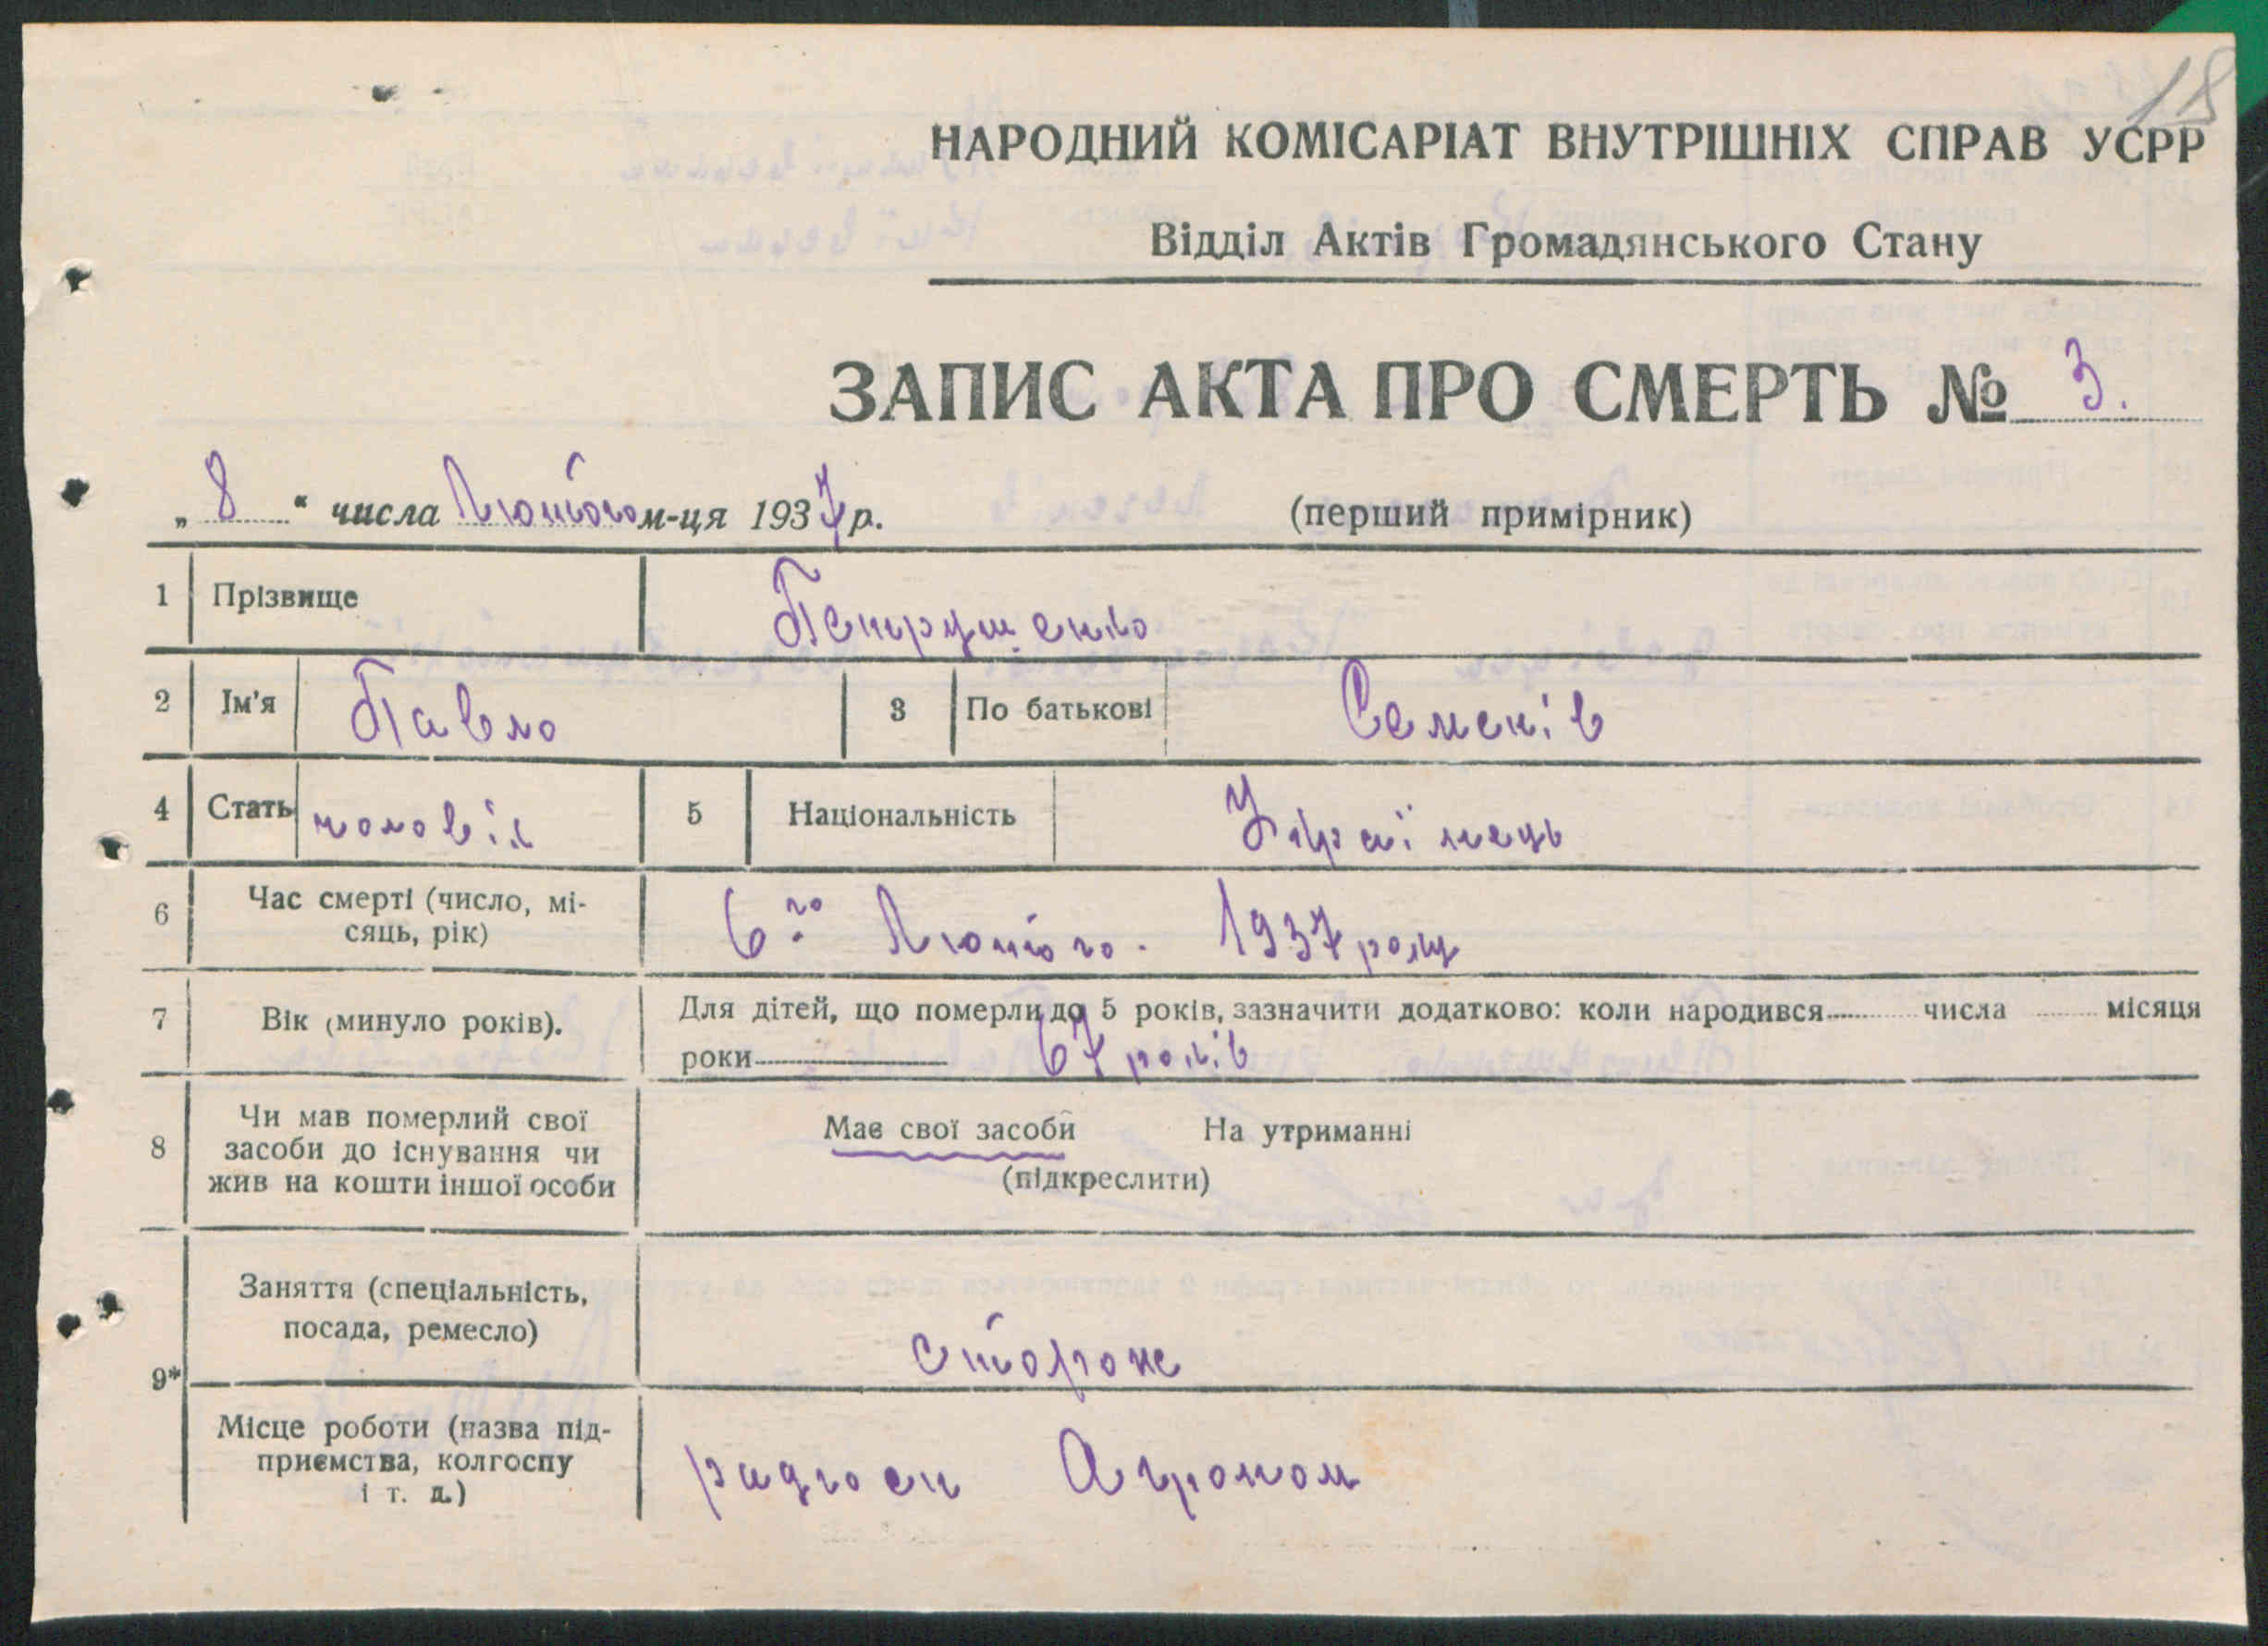 18
НАРОДНИЙ КОМІСАРІАТ ВНУТРІШНІХ СПРАВ УСРР
Відділ Актів Громадянського Стану
ЗАПИС АКТА ПРО СМЕРТЬ № 3.
„ 8 “ числа Лютого м-ця 1937 р. (перший примірник)
1 Прізвище Петрущенко
2 Ім'я Павло 3 По батькові Семенів
4 Стать чоловік 5 Національність Українець
6 Час смерті (число, мі-
сяць, рік) 6го Лютого. 1937 року
7 Вік (минуло років). Для дітей, що померли до 5 років, зазначити додатково: коли народився числа місяця
роки 67 років
8 Чи мав померлий свої
засоби до існування чи
жив на кошти іншої особи
Має свої засоби На утриманні
(підкреслити)
9* Заняття (спеціальність,
посада, ремесло) сторож
Місце роботи (назва під-
приємства, колгоспу
і т. д.) радгосп Агроном